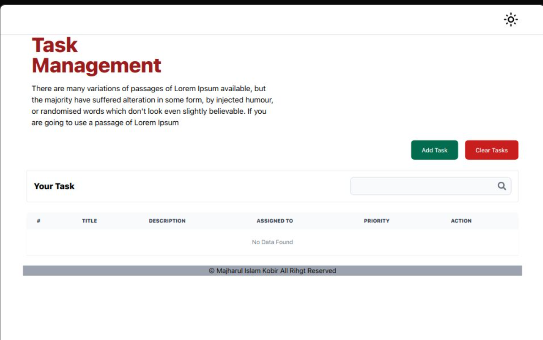 Task
Management
There are many variations of passages of Lorem Ipsum available, but
the majority have suffered alteration in some form, by injected humour,
or randomised words which don't look even slightly believable. If you
are going to use a passage of Lorem Ipsum
Add Task Clear Tasks
Your Task
# TITLE DESCRIPTION ASSIGNED TO PRIORITY ACTION
No Data Found
© Majharul Islam Kobir All Rihgt Reserved